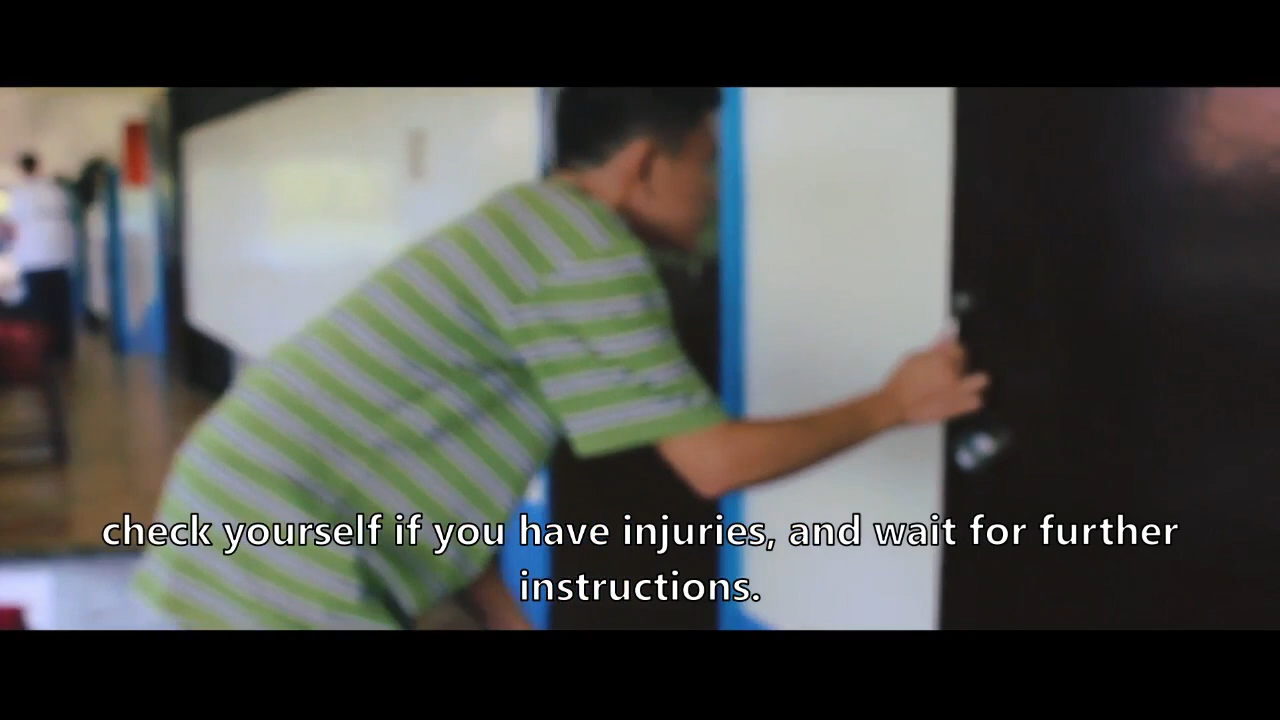 check yourself if you have injuries, and wait for further
instructions.